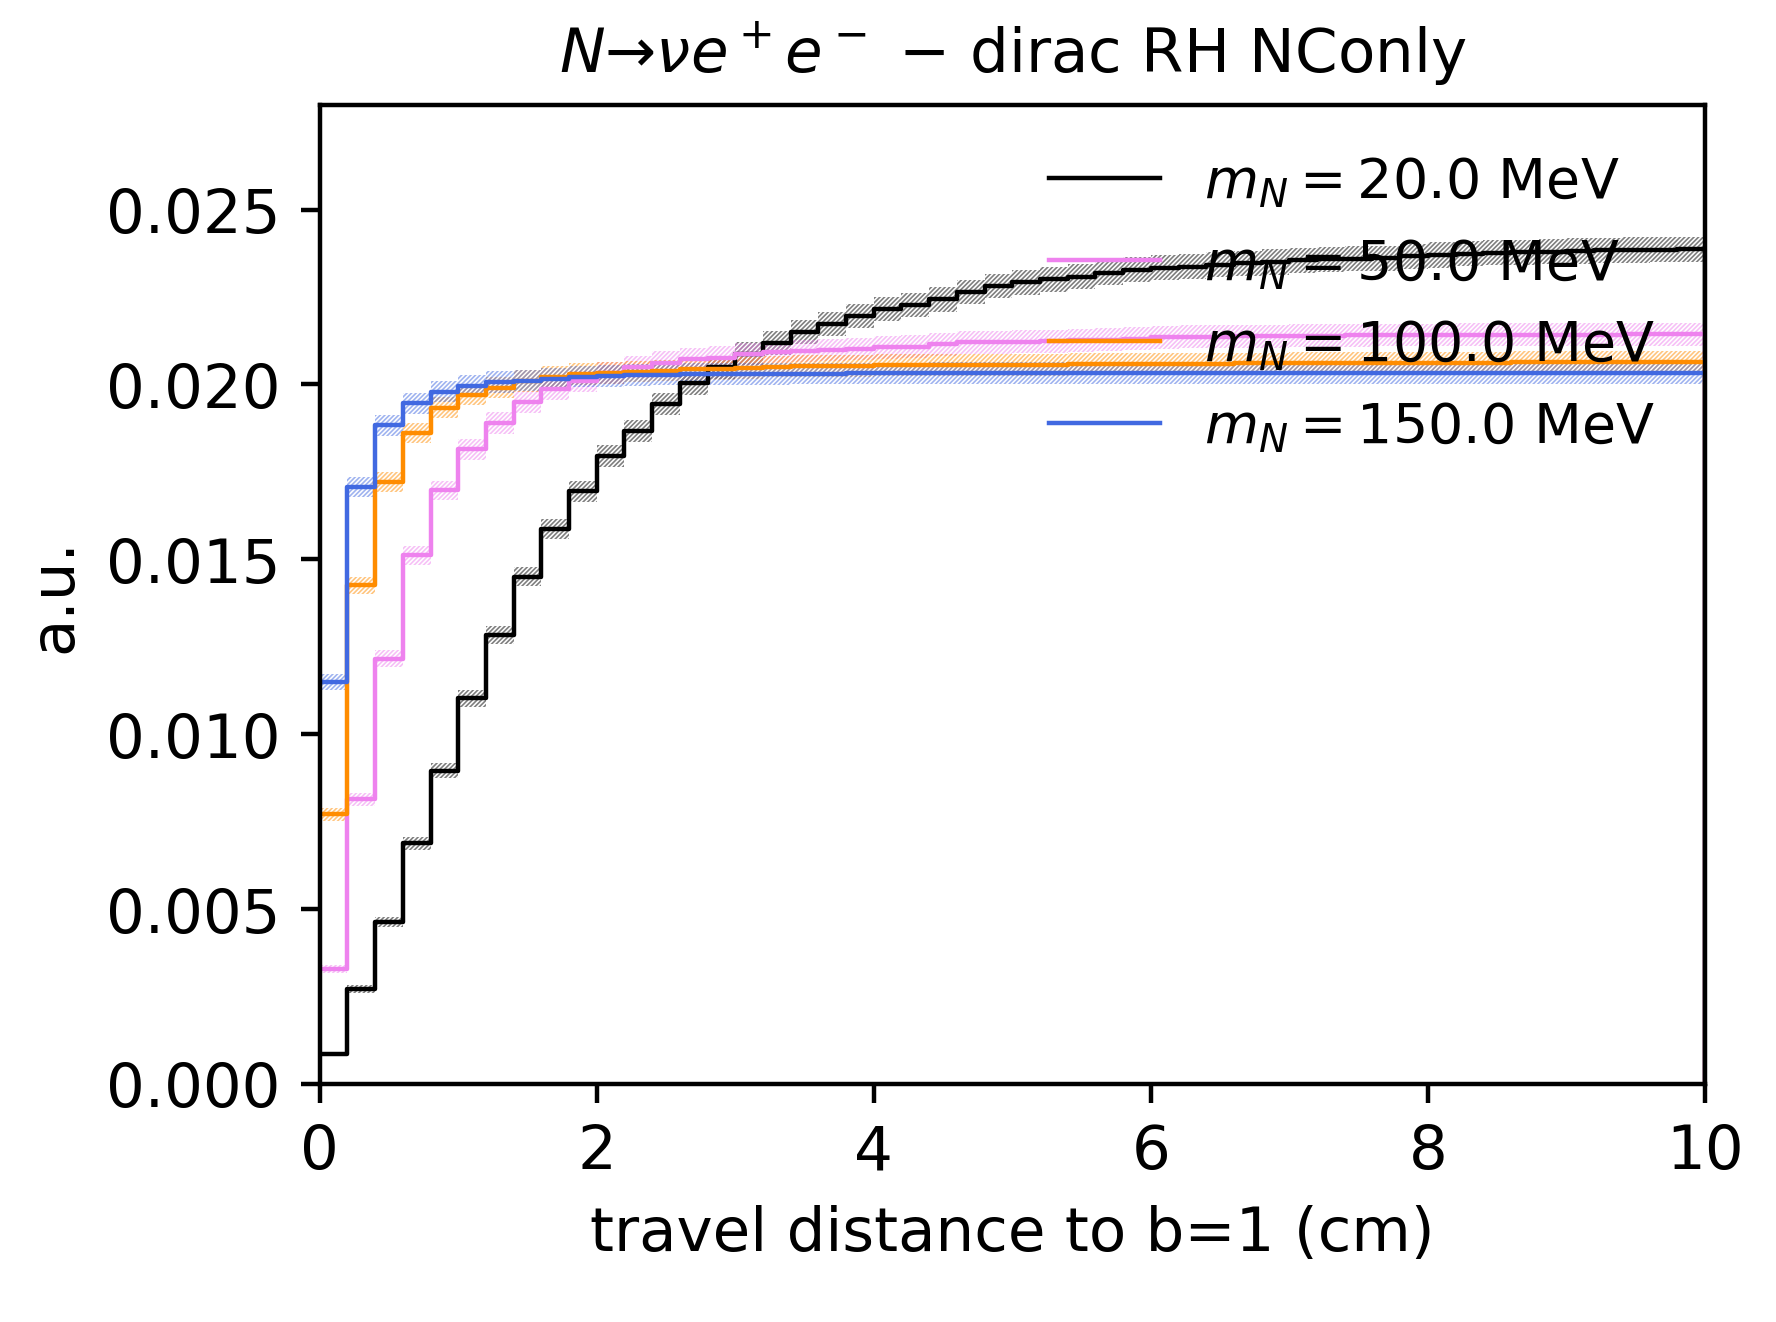 N→νe⁺e⁻ − dirac RH NConly
0.025
0.020
0.015
0.010
0.005
0.000
a.u.
m_N = 20.0 MeV
m_N = 50.0 MeV
m_N = 100.0 MeV
m_N = 150.0 MeV
0 2 4 6 8 10
travel distance to b=1 (cm)